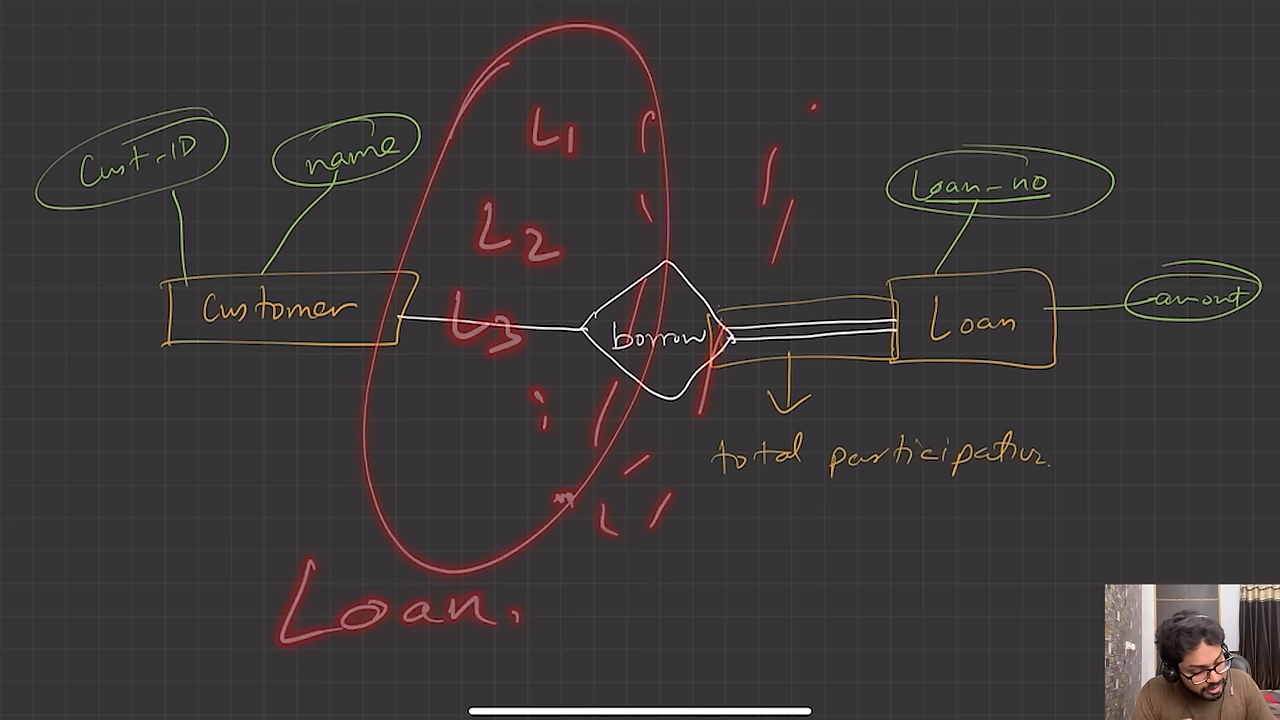 Cust-ID
name
L1
L2
L3
Loan-no
Customer
borrow
Loan
amount
total participation
Loan.